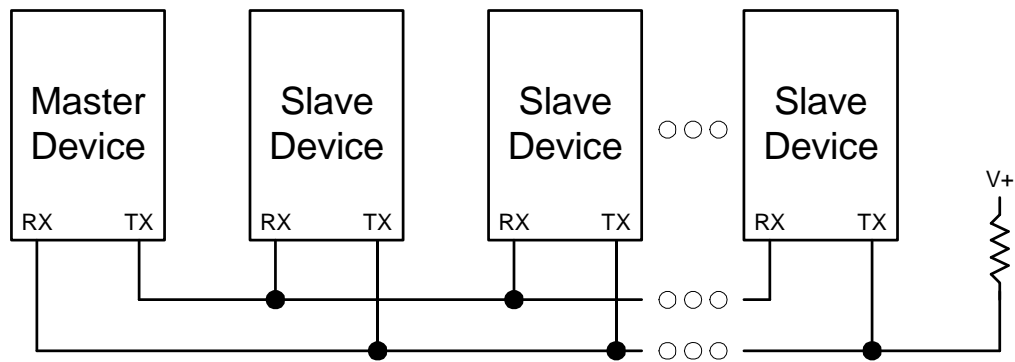 Master
Device
Slave
Device
Slave
Device
Slave
Device
V+
RX TX
RX TX
RX TX
RX TX